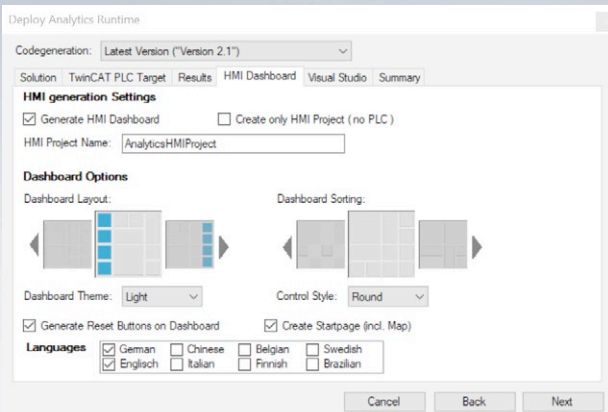 Deploy Analytics Runtime
Codegeneration: Latest Version ("Version 2.1")
Solution TwinCAT PLC Target Results HMI Dashboard Visual Studio Summary
HMI generation Settings
Generate HMI Dashboard Create only HMI Project ( no PLC )
HMI Project Name: AnalyticsHMIProject
Dashboard Options
Dashboard Layout: Dashboard Sorting:
Dashboard Theme: Light Control Style: Round
Generate Reset Buttons on Dashboard Create Startpage (incl. Map)
Languages German Chinese Belgian Swedish
Englisch Italian Finnish Brazilian
Cancel Back Next